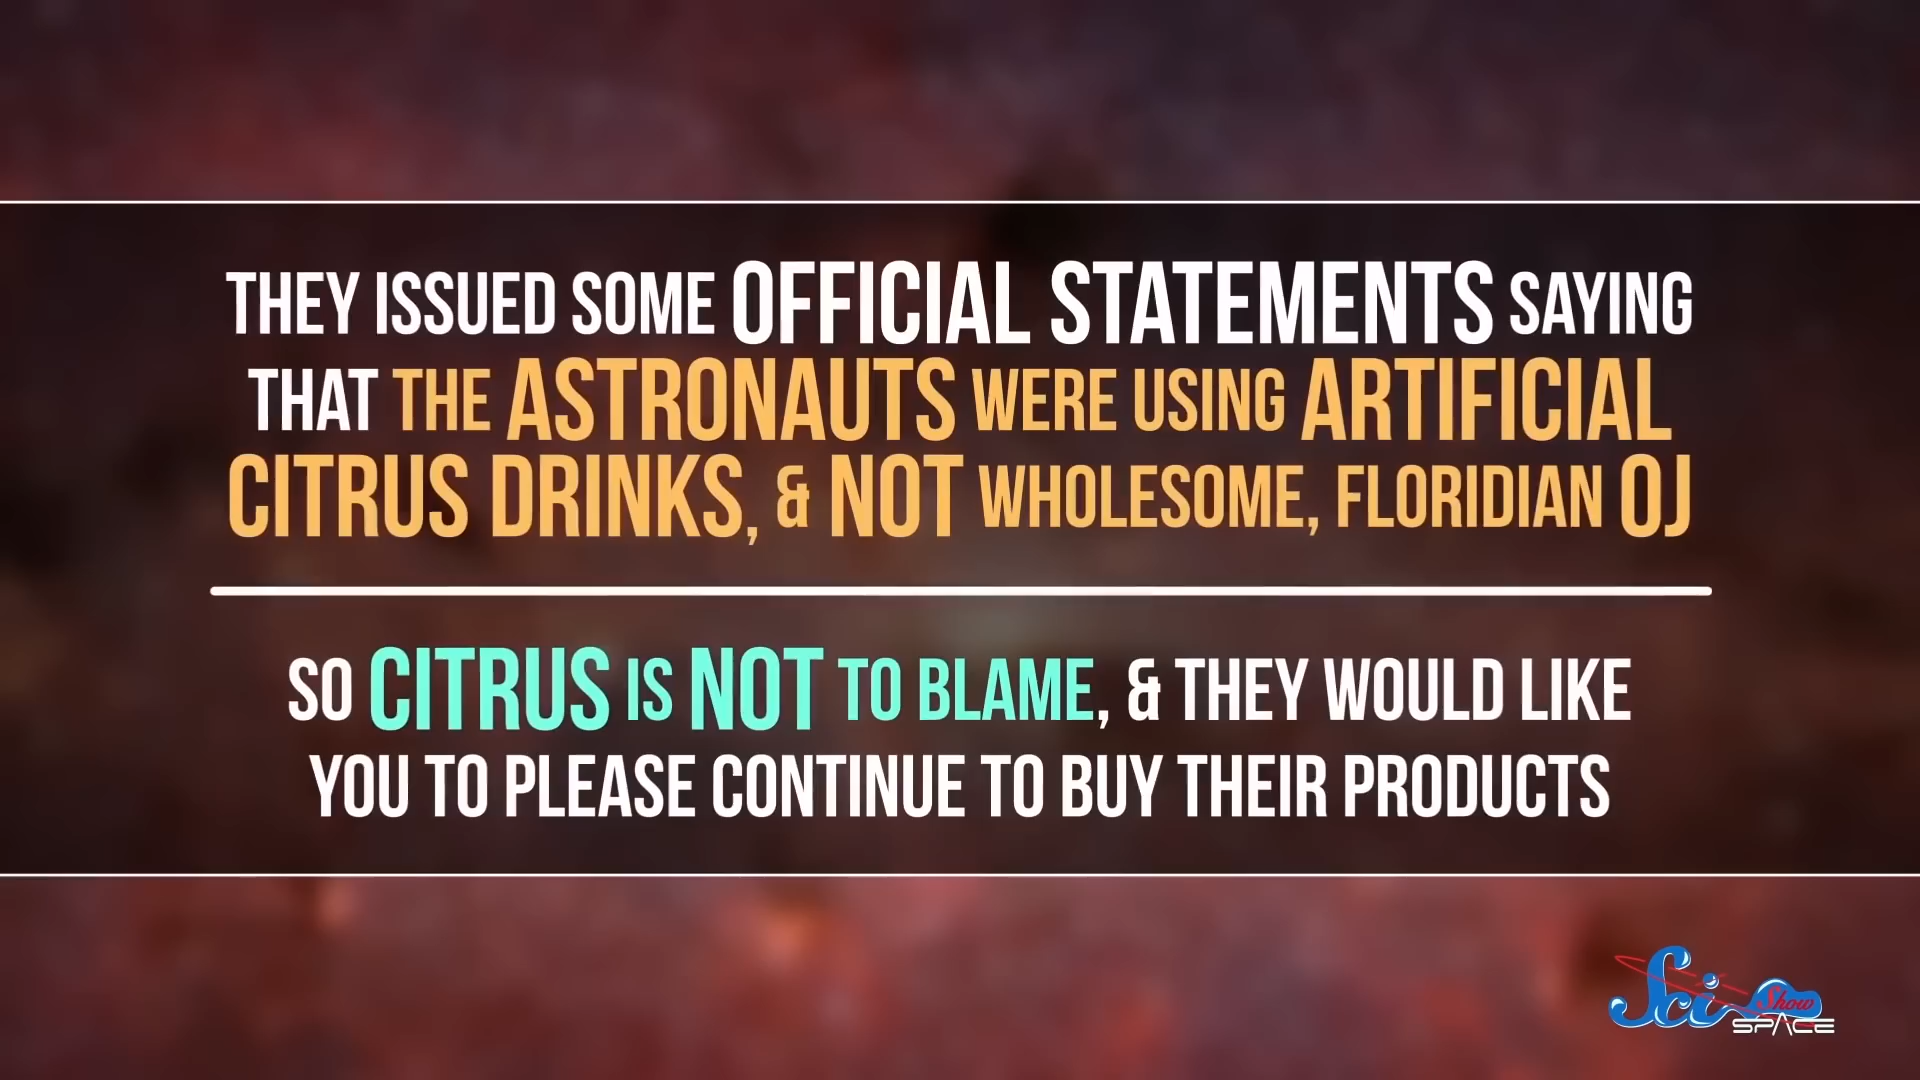 THEY ISSUED SOME OFFICIAL STATEMENTS SAYING
THAT THE ASTRONAUTS WERE USING ARTIFICIAL
CITRUS DRINKS, & NOT WHOLESOME, FLORIDIAN OJ
SO CITRUS IS NOT TO BLAME, & THEY WOULD LIKE
YOU TO PLEASE CONTINUE TO BUY THEIR PRODUCTS
Sci Show
SPACE